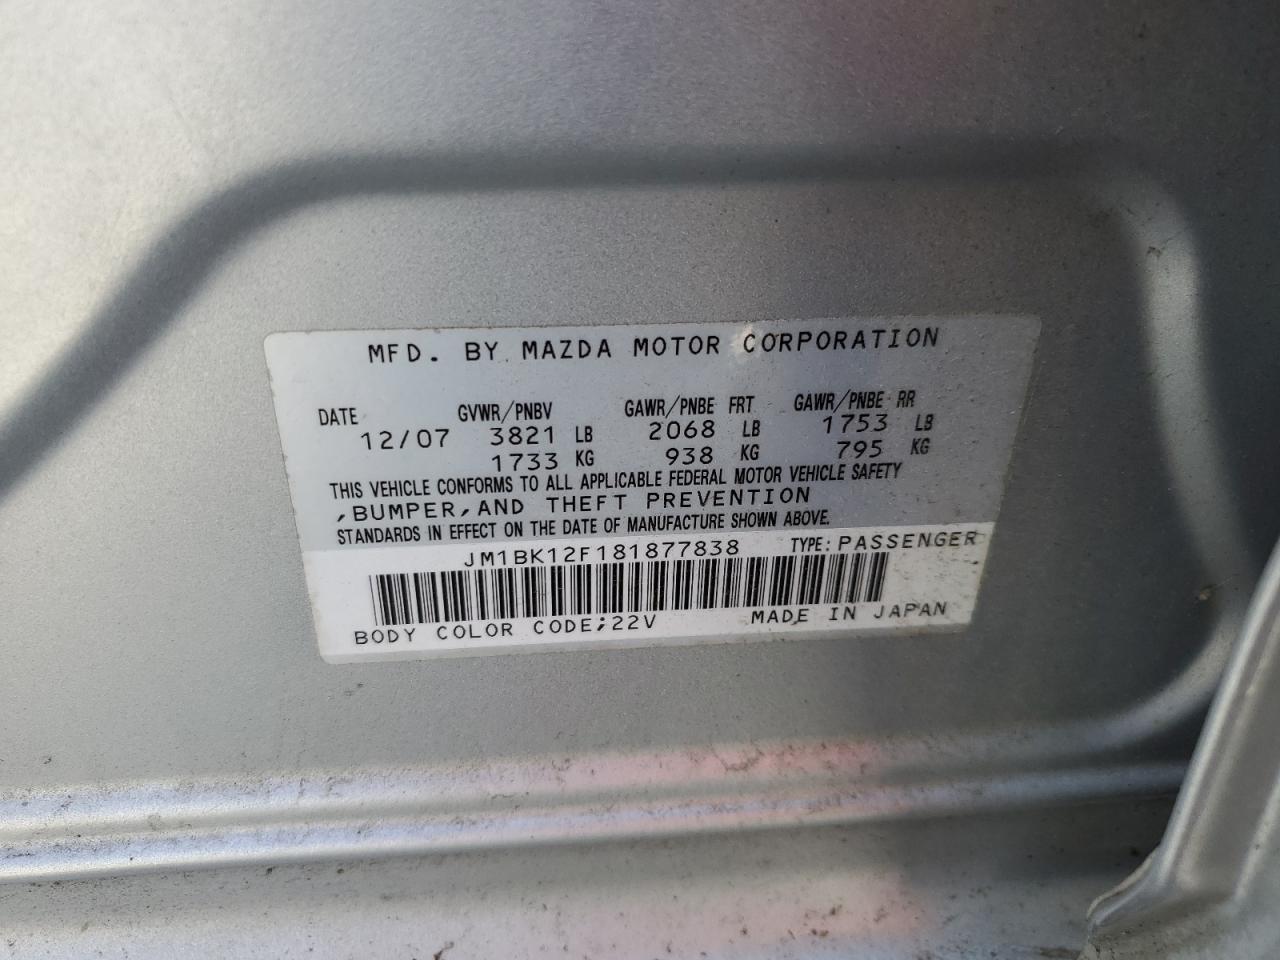 MFD. BY MAZDA MOTOR CORPORATION
DATE GVWR/PNBV GAWR/PNBE FRT GAWR/PNBE RR
12/07 3821 LB 2068 LB 1753 LB
1733 KG 938 KG 795 KG
THIS VEHICLE CONFORMS TO ALL APPLICABLE FEDERAL MOTOR VEHICLE SAFETY
,BUMPER,AND THEFT PREVENTION
STANDARDS IN EFFECT ON THE DATE OF MANUFACTURE SHOWN ABOVE.
JM1BK12F181877838 TYPE:PASSENGER
BODY COLOR CODE;22V MADE IN JAPAN